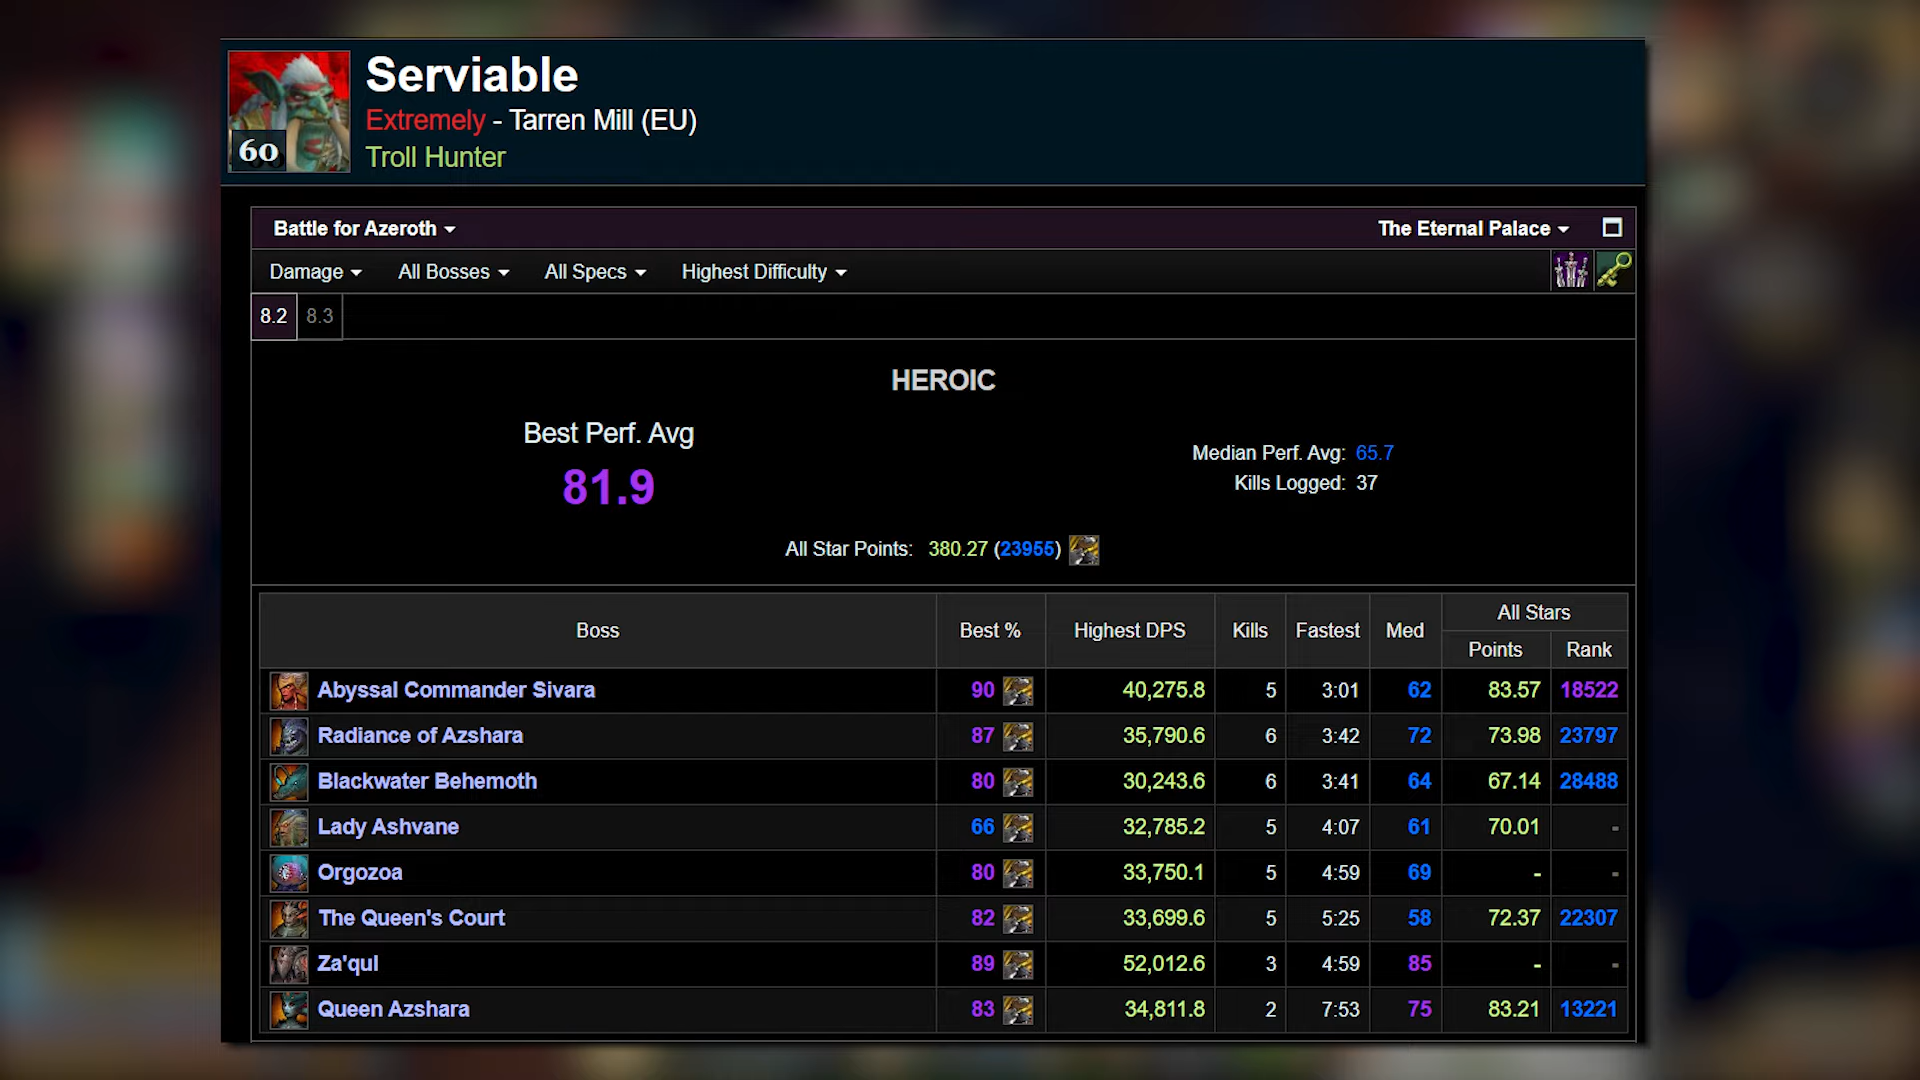 Serviable
Extremely - Tarren Mill (EU)
60
Troll Hunter
Battle for Azeroth
The Eternal Palace
Damage All Bosses All Specs Highest Difficulty
8.2 8.3
HEROIC
Best Perf. Avg
81.9
Median Perf. Avg: 65.7
Kills Logged: 37
All Star Points: 380.27 (23955)
Boss Best % Highest DPS Kills Fastest Med All Stars
Points Rank
Abyssal Commander Sivara 90 40,275.8 5 3:01 62 83.57 18522
Radiance of Azshara 87 35,790.6 6 3:42 72 73.98 23797
Blackwater Behemoth 80 30,243.6 6 3:41 64 67.14 28488
Lady Ashvane 66 32,785.2 5 4:07 61 70.01 -
Orgozoa 80 33,750.1 5 4:59 69 - -
The Queen's Court 82 33,699.6 5 5:25 58 72.37 22307
Za'qul 89 52,012.6 3 4:59 85 - -
Queen Azshara 83 34,811.8 2 7:53 75 83.21 13221